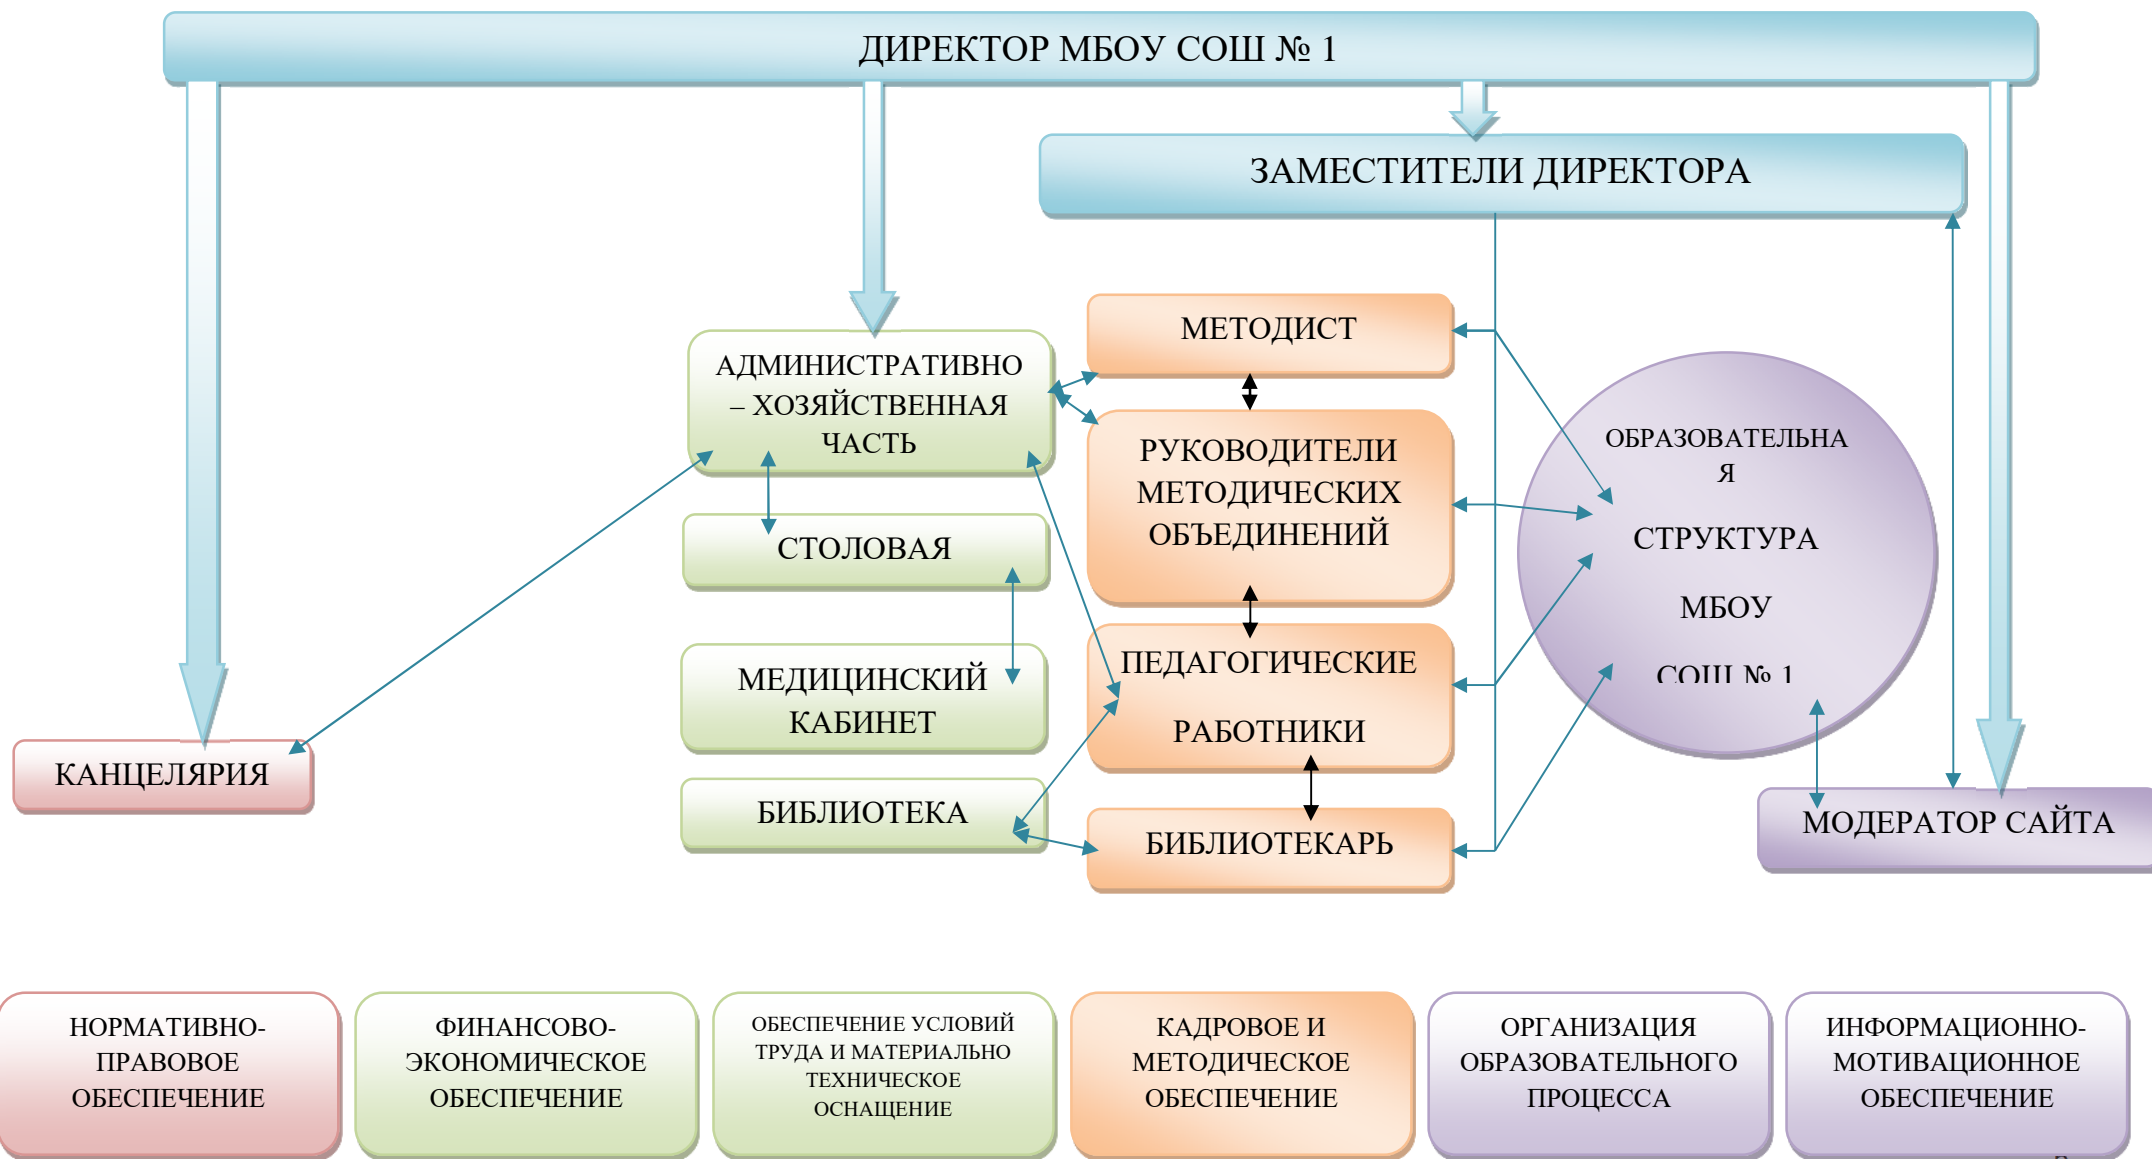 ДИРЕКТОР МБОУ СОШ № 1
ЗАМЕСТИТЕЛИ ДИРЕКТОРА
МЕТОДИСТ
АДМИНИСТРАТИВНО
– ХОЗЯЙСТВЕННАЯ
ЧАСТЬ
РУКОВОДИТЕЛИ
МЕТОДИЧЕСКИХ
ОБЪЕДИНЕНИЙ
ОБРАЗОВАТЕЛЬНА
Я
СТРУКТУРА
МБОУ
СОШ № 1
СТОЛОВАЯ
МЕДИЦИНСКИЙ
КАБИНЕТ
ПЕДАГОГИЧЕСКИЕ
РАБОТНИКИ
КАНЦЕЛЯРИЯ
БИБЛИОТЕКА
БИБЛИОТЕКАРЬ
МОДЕРАТОР САЙТА
НОРМАТИВНО-
ПРАВОВОЕ
ОБЕСПЕЧЕНИЕ
ФИНАНСОВО-
ЭКОНОМИЧЕСКОЕ
ОБЕСПЕЧЕНИЕ
ОБЕСПЕЧЕНИЕ УСЛОВИЙ
ТРУДА И МАТЕРИАЛЬНО
ТЕХНИЧЕСКОЕ
ОСНАЩЕНИЕ
КАДРОВОЕ И
МЕТОДИЧЕСКОЕ
ОБЕСПЕЧЕНИЕ
ОРГАНИЗАЦИЯ
ОБРАЗОВАТЕЛЬНОГО
ПРОЦЕССА
ИНФОРМАЦИОННО-
МОТИВАЦИОННОЕ
ОБЕСПЕЧЕНИЕ